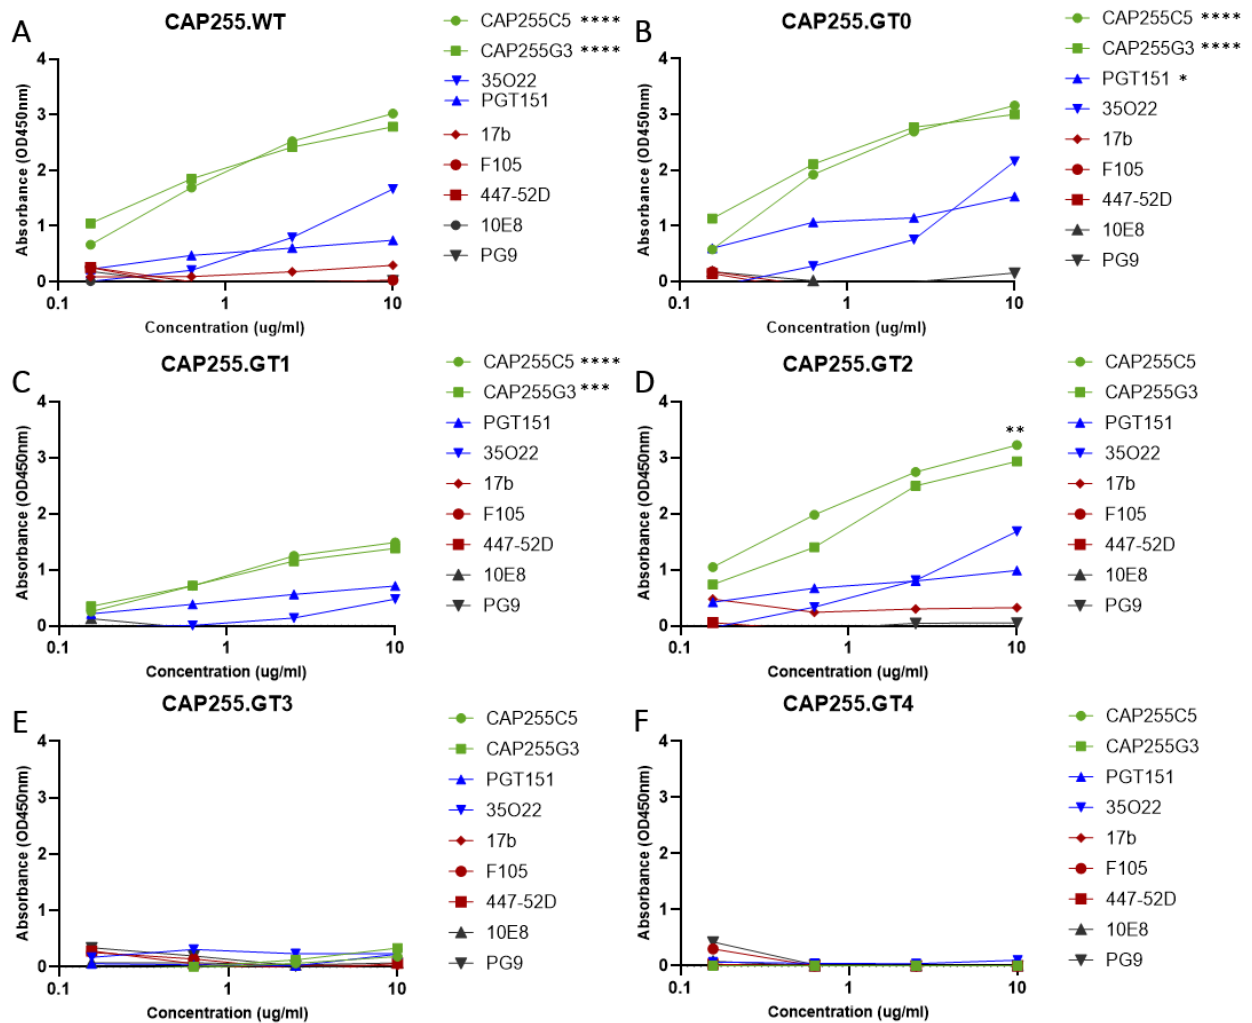 A
CAP255.WT
Absorbance (OD450nm)
4
3
2
1
0
0.1
1
10
Concentration (ug/ml)
CAP255C5 ****
CAP255G3 ****
35O22
PGT151
17b
F105
447-52D
10E8
PG9
B
CAP255.GT0
Absorbance (OD450nm)
4
3
2
1
0
0.1
1
10
Concentration (ug/ml)
CAP255C5 ****
CAP255G3 ****
PGT151 *
35O22
17b
F105
447-52D
10E8
PG9
C
CAP255.GT1
Absorbance (OD450nm)
4
3
2
1
0
0.1
1
10
Concentration (ug/ml)
CAP255C5 ****
CAP255G3 ***
PGT151
35O22
17b
F105
447-52D
10E8
PG9
D
CAP255.GT2
Absorbance (OD450nm)
4
3
2
1
0
0.1
1
10
Concentration (ug/ml)
**
CAP255C5
CAP255G3
PGT151
35O22
17b
F105
447-52D
10E8
PG9
E
CAP255.GT3
Absorbance (OD450nm)
4
3
2
1
0
0.1
1
10
Concentration (ug/ml)
CAP255C5
CAP255G3
PGT151
35O22
17b
F105
447-52D
10E8
PG9
F
CAP255.GT4
Absorbance (OD450nm)
4
3
2
1
0
0.1
1
10
Concentration (ug/ml)
CAP255C5
CAP255G3
PGT151
35O22
17b
F105
447-52D
10E8
PG9